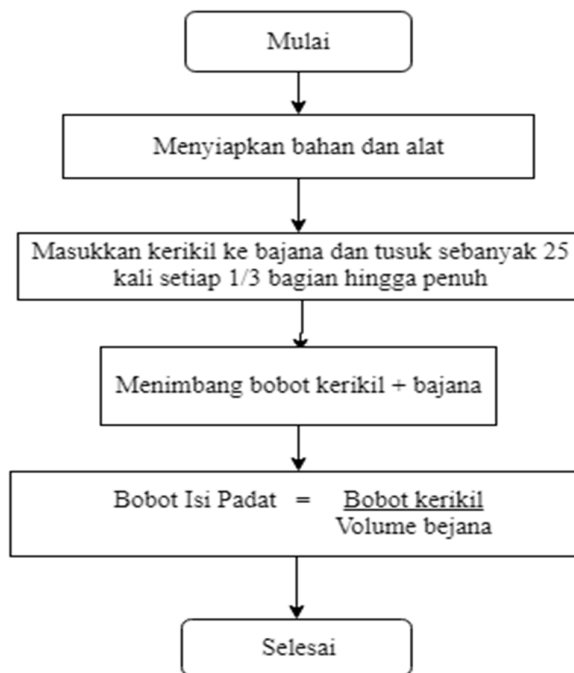 Mulai
Menyiapkan bahan dan alat
Masukkan kerikil ke bajana dan tusuk sebanyak 25
kali setiap 1/3 bagian hingga penuh
Menimbang bobot kerikil + bajana
Bobot Isi Padat = Bobot kerikil
Volume bejana
Selesai